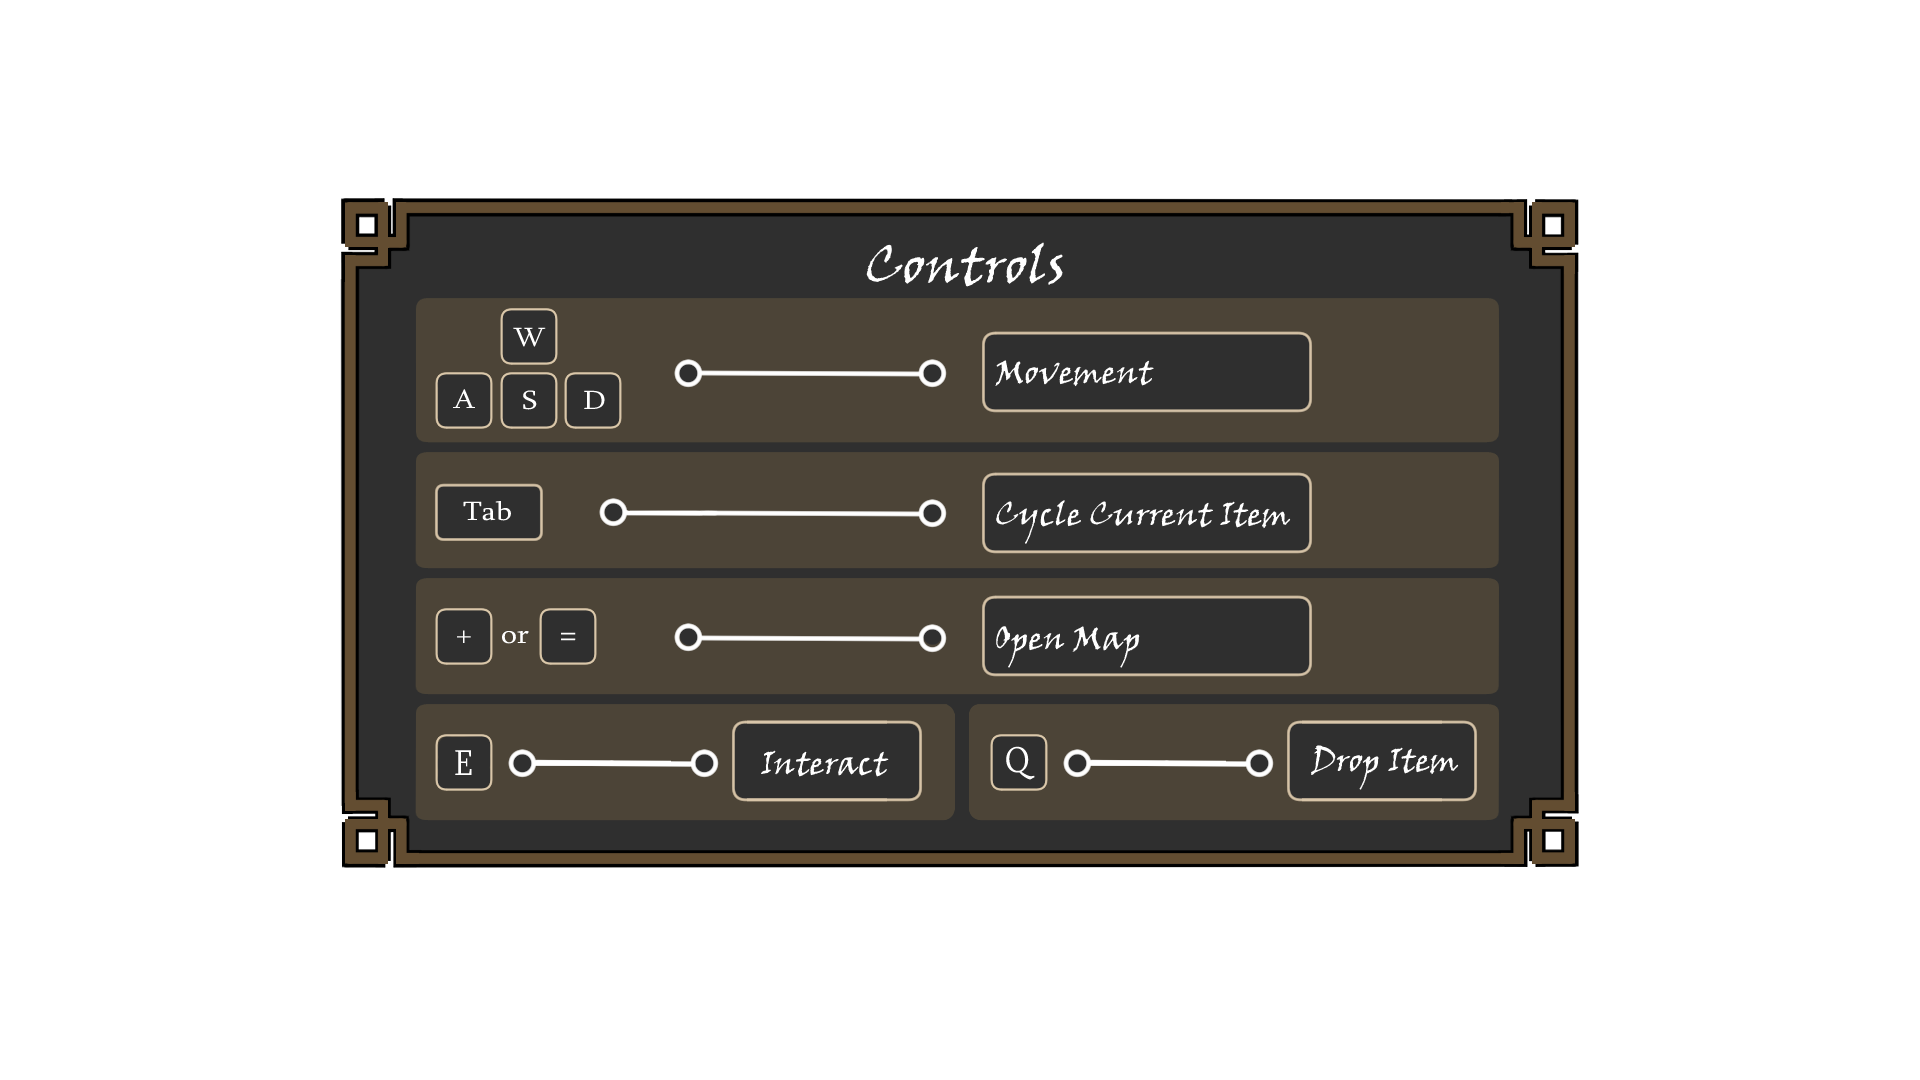 Controls
W
A S D
Movement
Tab
Cycle Current Item
+ or =
Open Map
E
Interact
Q
Drop Item